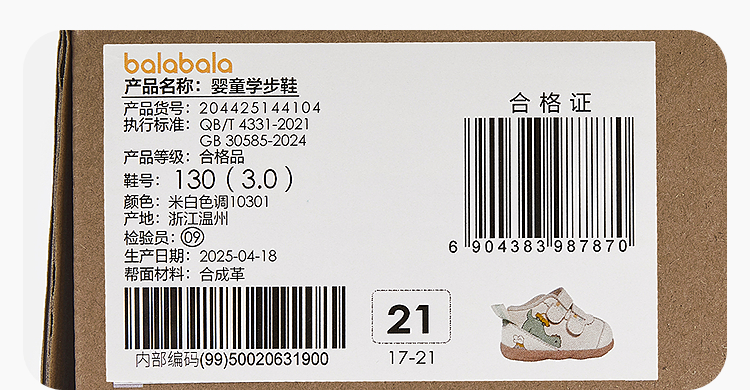 balabala
产品名称：婴童学步鞋
产品货号：204425144104
执行标准：QB/T 4331-2021
GB 30585-2024
产品等级：合格品
鞋号：130（3.0）
颜色：米白色调10301
产地：浙江温州
检验员：09
生产日期：2025-04-18
帮面材料：合成革
内部编码(99)50020631900
合格证
6 904383 987870
21
17-21